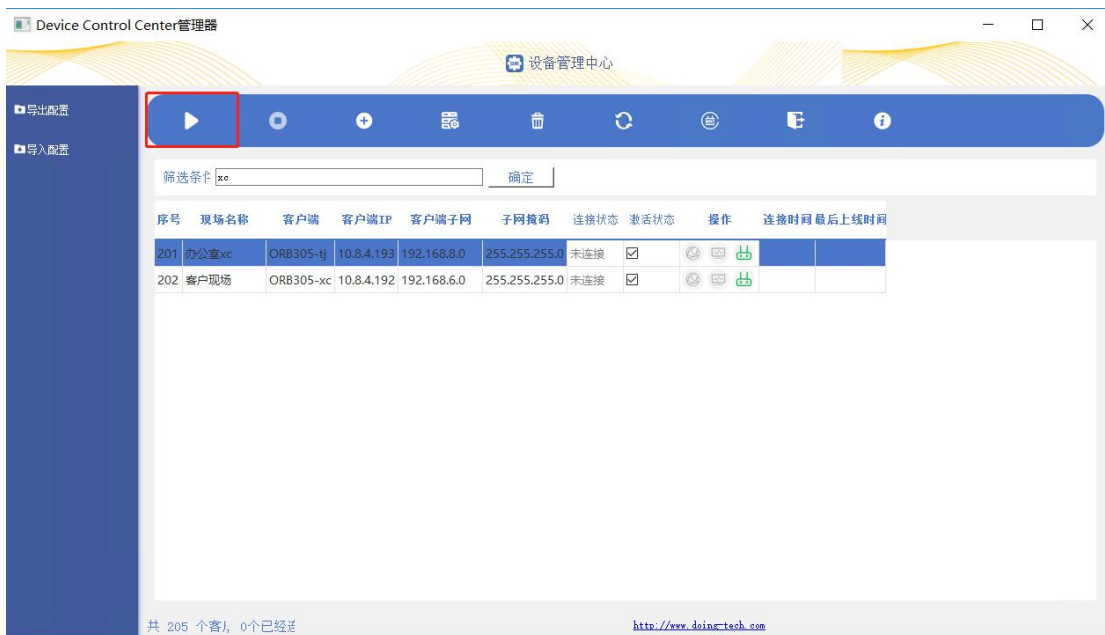 Device Control Center管理器
设备管理中心
导出配置
导入配置
筛选条件 xc 确定
序号 现场名称 客户端 客户端IP 客户端子网 子网掩码 连接状态 激活状态 操作 连接时间 最后上线时间
201 办公室xc ORB305-tj 10.8.4.193 192.168.8.0 255.255.255.0 未连接
202 客户现场 ORB305-xc 10.8.4.192 192.168.6.0 255.255.255.0 未连接
共 205 个客户, 0个已经连
http://www.doing-tech.com